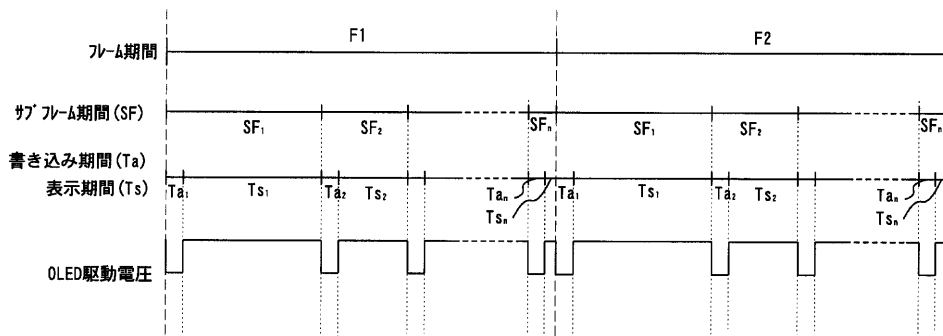 F1 F2
フレーム期間
サブフレーム期間(SF)
SF₁ SF₂ SFₙ SF₁ SF₂ SFₙ
書き込み期間(Ta)
表示期間(Ts)
Ta₁ Ts₁ Ta₂ Ts₂ Taₙ Ta₁ Ts₁ Ta₂ Ts₂ Taₙ
Tsₙ Tsₙ
OLED駆動電圧